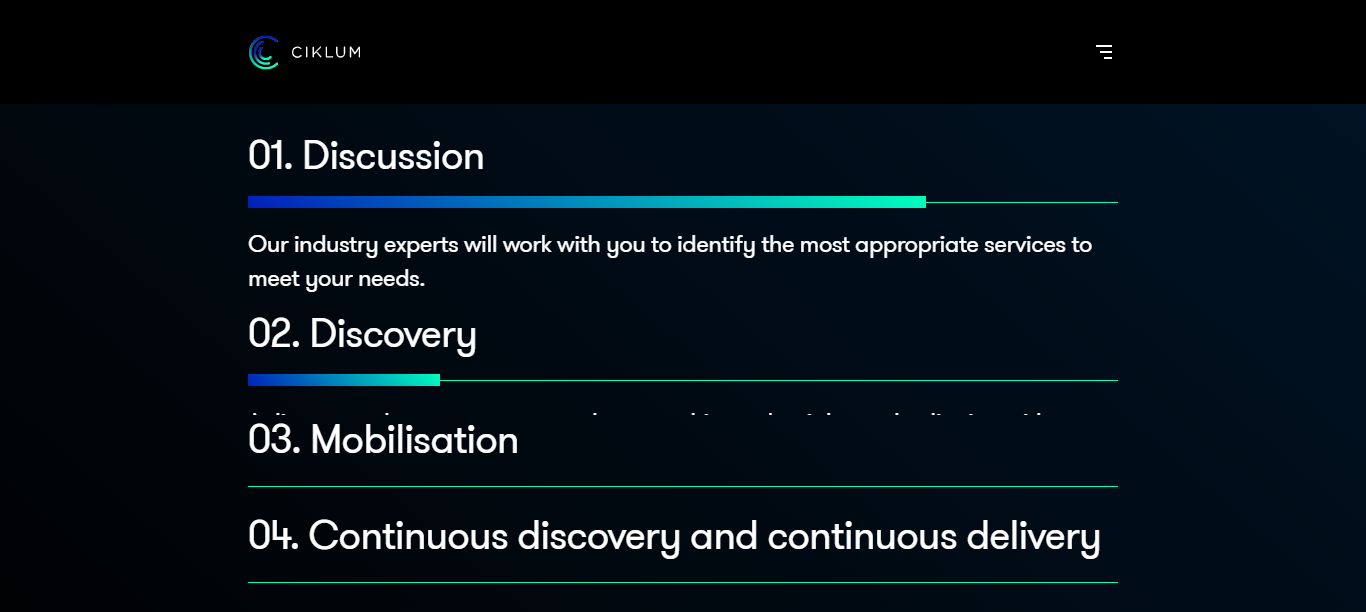 CIKLUM
01. Discussion
Our industry experts will work with you to identify the most appropriate services to
meet your needs.
02. Discovery
03. Mobilisation
04. Continuous discovery and continuous delivery